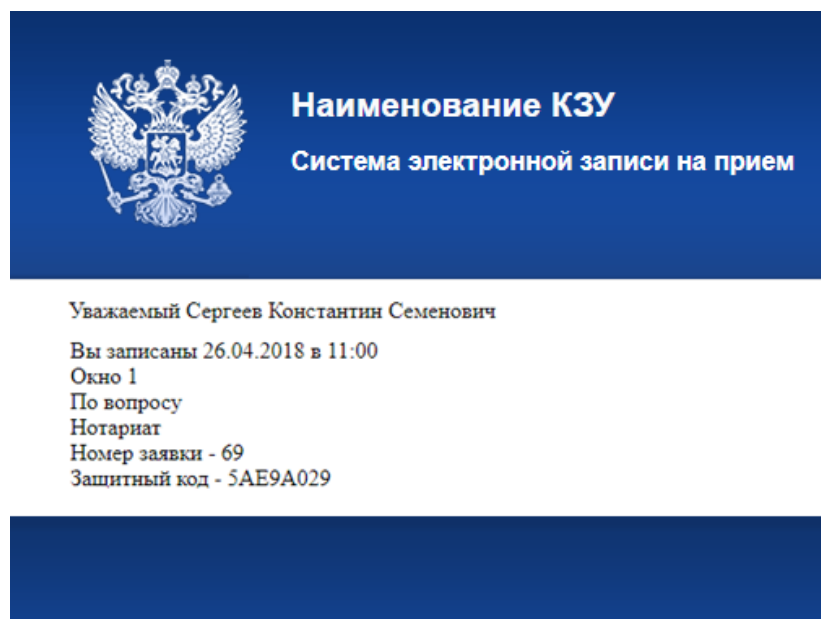 Наименование КЗУ
Система электронной записи на прием
Уважаемый Сергеев Константин Семенович
Вы записаны 26.04.2018 в 11:00
Окно 1
По вопросу
Нотариат
Номер заявки - 69
Защитный код - 5AE9A029